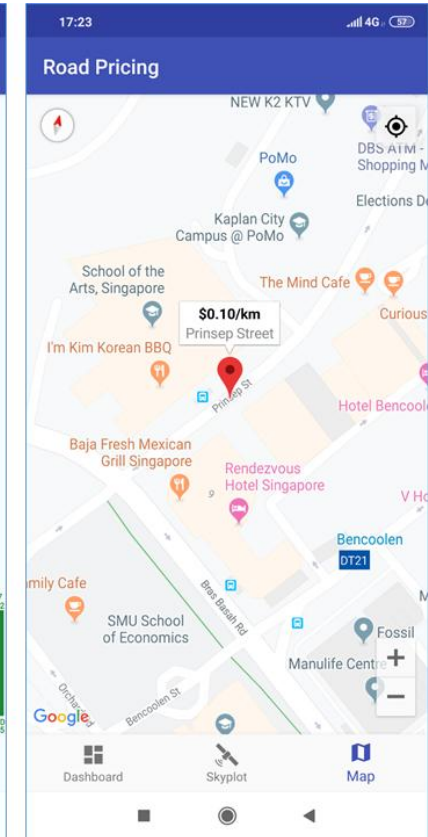 17:23
4G
57
Road Pricing
NEW K2 KTV
DBS ATM -
Shopping M
PoMo
Elections De
Kaplan City
Campus @ PoMo
School of the
Arts, Singapore
The Mind Cafe
$0.10/km
Prinsep Street
Curious
I'm Kim Korean BBQ
Prinsep St
Hotel Bencool
Baja Fresh Mexican
Grill Singapore
Rendezvous
Hotel Singapore
V Ho
Bencoolen
DT21
mily Cafe
Bras Basah Rd
SMU School
of Economics
Fossil
Manulife Centre
+
−
Orchard
Bencoolen St
Google
Dashboard
Skyplot
Map